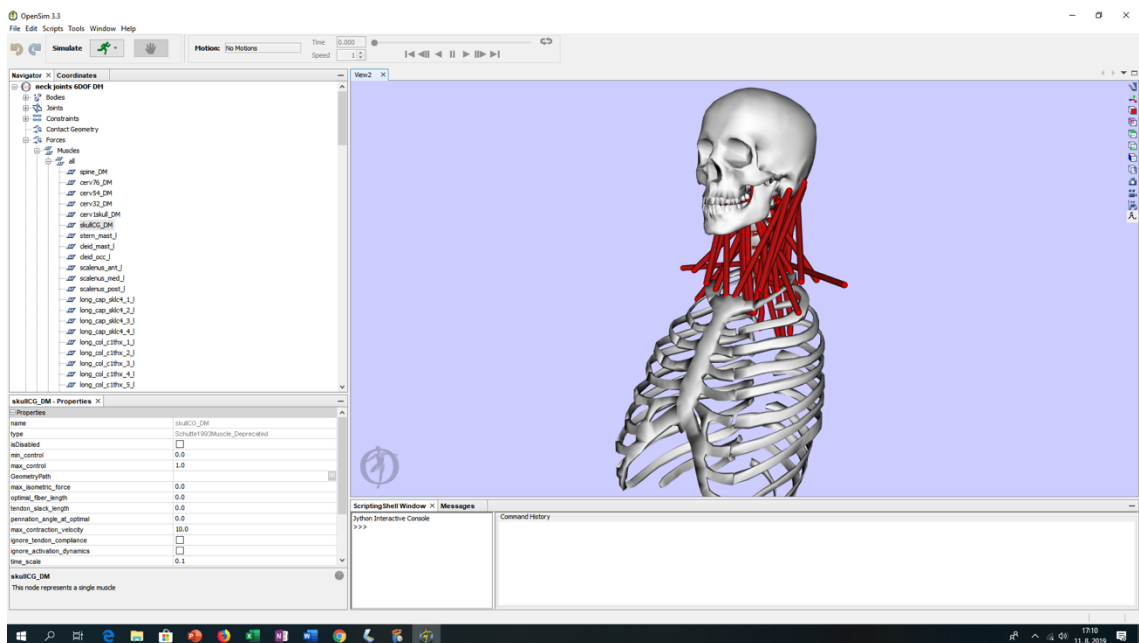 OpenSim 3.3
File Edit Scripts Tools Window Help
Simulate
Motion: No Motions
Time 0.000
Speed 1
Navigator × Coordinates
neck joints 6DOF DM
Bodies
Joints
Constraints
Contact Geometry
Forces
Muscles
all
spine_DM
cerv76_DM
cerv54_DM
cerv32_DM
cerv1skull_DM
skullCG_DM
stern_mast_l
cleid_mast_l
cleid_occ_l
scalenus_ant_l
scalenus_med_l
scalenus_post_l
long_cap_sklc4_1_l
long_cap_sklc4_2_l
long_cap_sklc4_3_l
long_cap_sklc4_4_l
long_col_c1thx_1_l
long_col_c1thx_2_l
long_col_c1thx_3_l
long_col_c1thx_4_l
long_col_c1thx_5_l
skullCG_DM - Properties ×
Properties
name skullCG_DM
type Schutte1993Muscle_Deprecated
isDisabled
min_control 0.0
max_control 1.0
GeometryPath
max_isometric_force 0.0
optimal_fiber_length 0.0
tendon_slack_length 0.0
pennation_angle_at_optimal 0.0
max_contraction_velocity 10.0
ignore_tendon_compliance
ignore_activation_dynamics
time_scale 0.1
skullCG_DM
This node represents a single muscle
View2 ×
ScriptingShell Window × Messages
Jython Interactive Console
>>>
Command History
17:10
11. 8. 2019